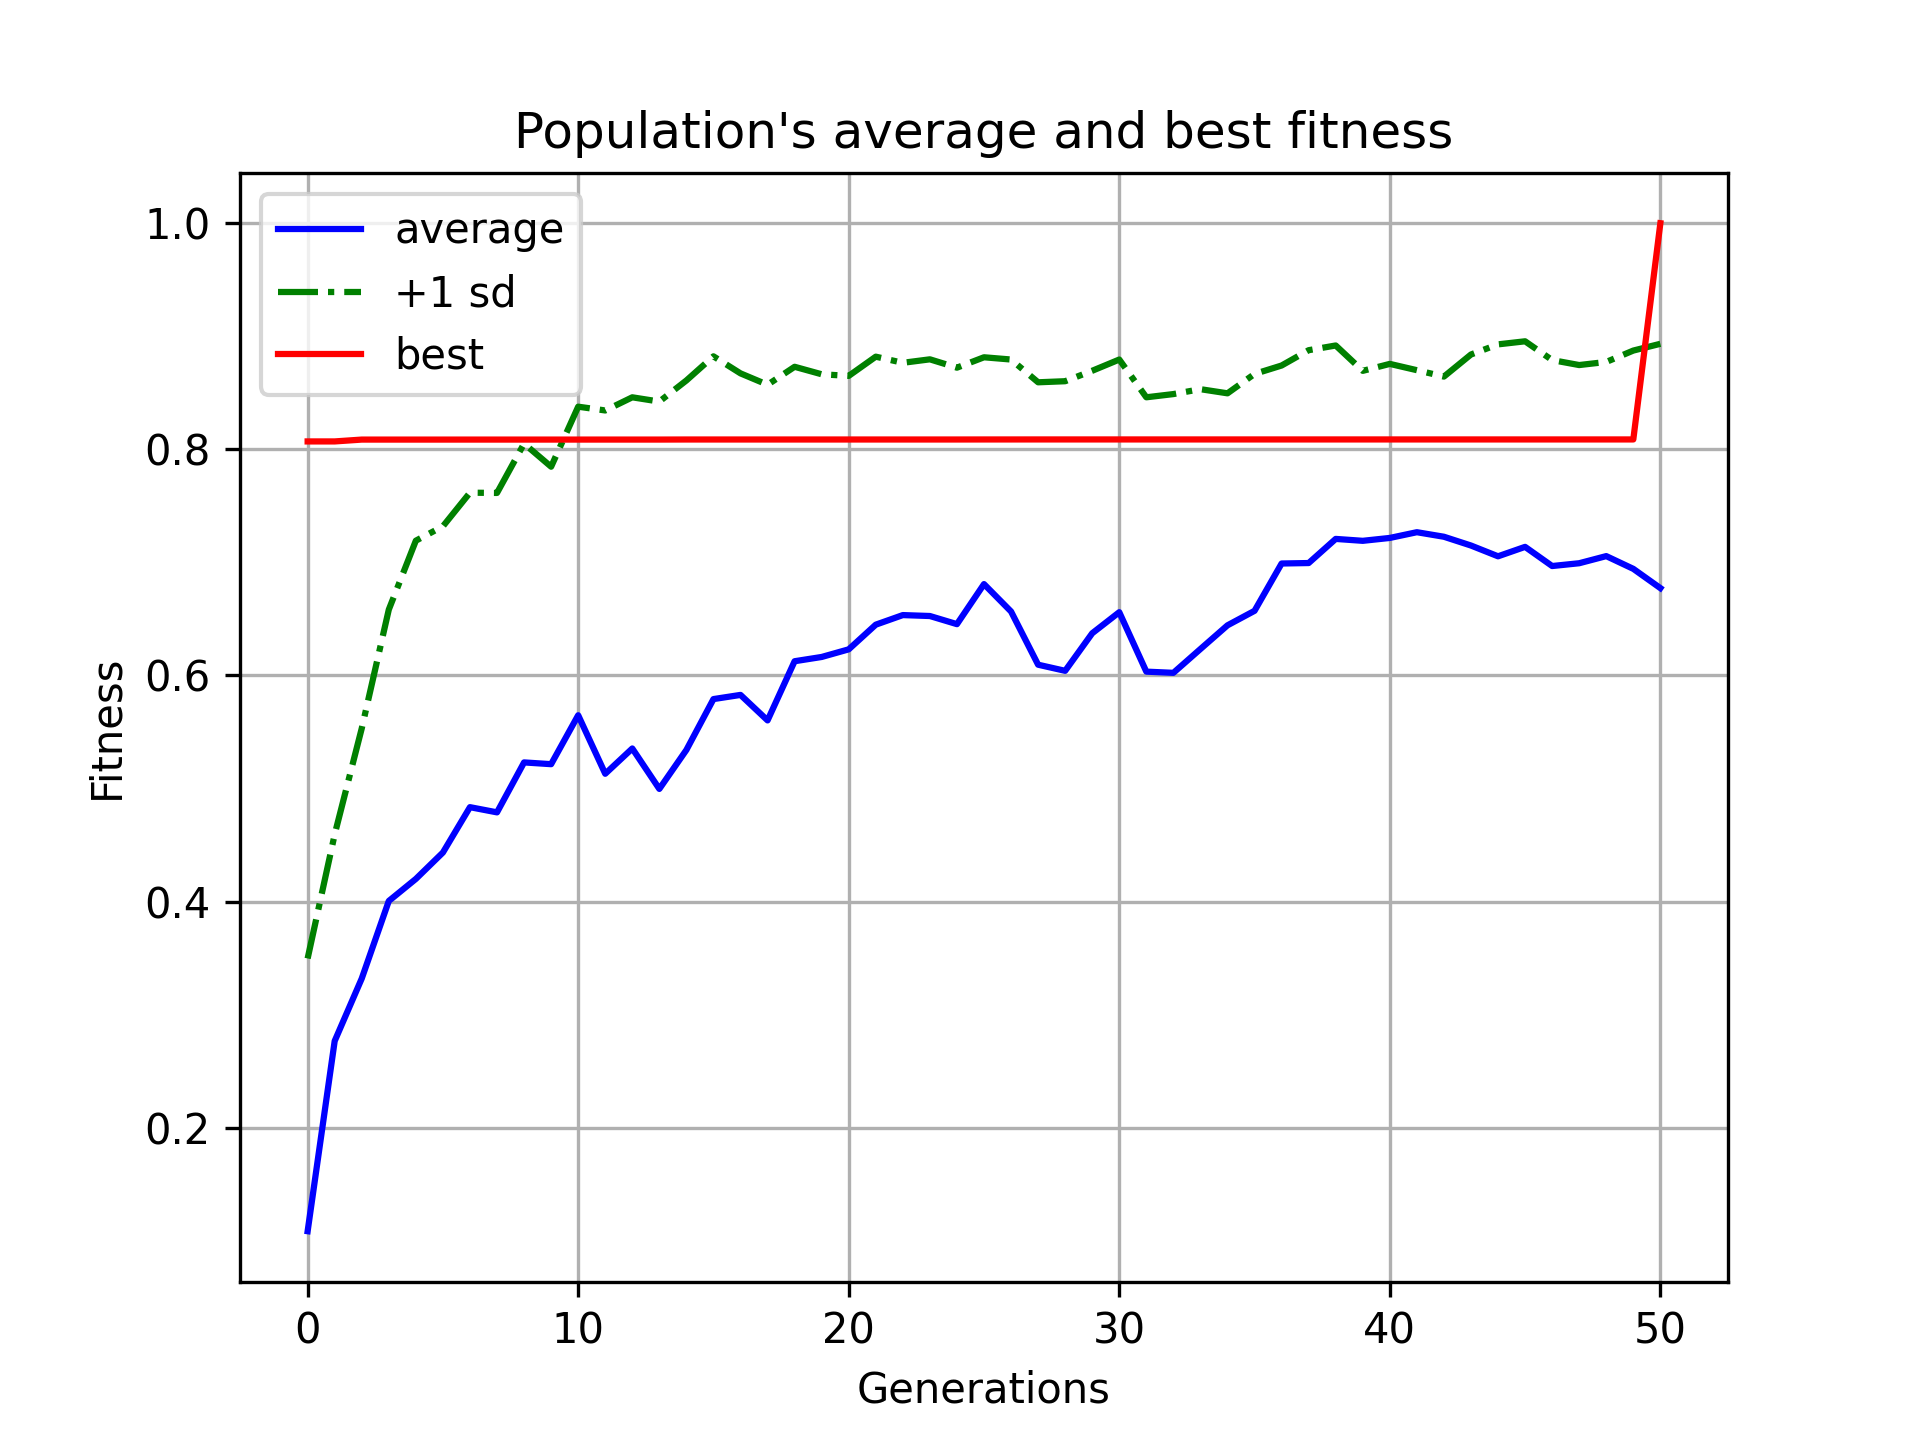 Population's average and best fitness
average
+1 sd
best
1.0
0.8
0.6
0.4
0.2
Fitness
0 10 20 30 40 50
Generations